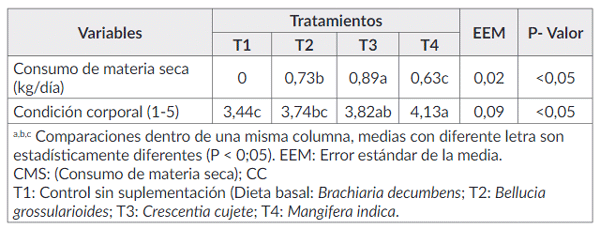 Variables Tratamientos EEM P- Valor
T1 T2 T3 T4
Consumo de materia seca
(kg/día) 0 0,73b 0,89a 0,63c 0,02 <0,05
Condición corporal (1-5) 3,44c 3,74bc 3,82ab 4,13a 0,09 <0,05
a,b,c Comparaciones dentro de una misma columna, medias con diferente letra son
estadísticamente diferentes (P < 0;05). EEM: Error estándar de la media.
CMS: (Consumo de materia seca); CC
T1: Control sin suplementación (Dieta basal: Brachiaria decumbens; T2: Bellucia
grossularioides; T3: Crescentia cujete; T4: Mangifera indica.